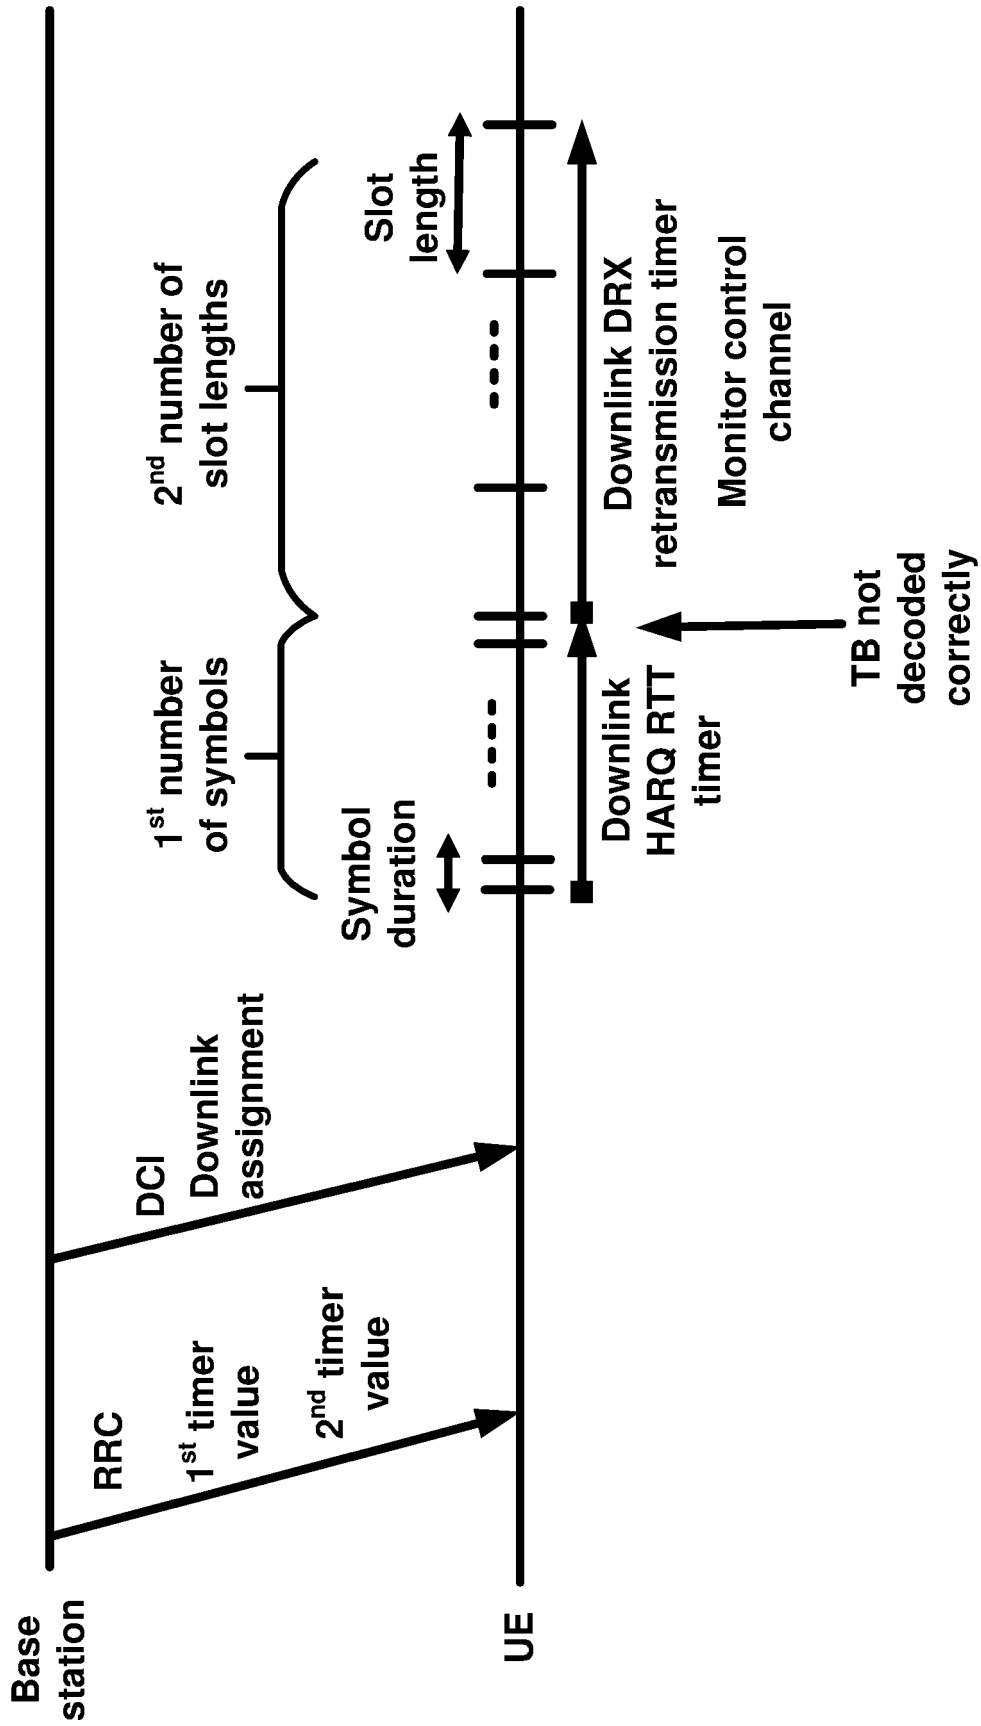 Base
station
RRC
1st timer
value
2nd timer
value
DCI
Downlink
assignment
1st number
of symbols
2nd number of
slot lengths
Symbol
duration
Slot
length
UE
Downlink
HARQ RTT
timer
Downlink DRX
retransmission timer
Monitor control
channel
TB not
decoded
correctly